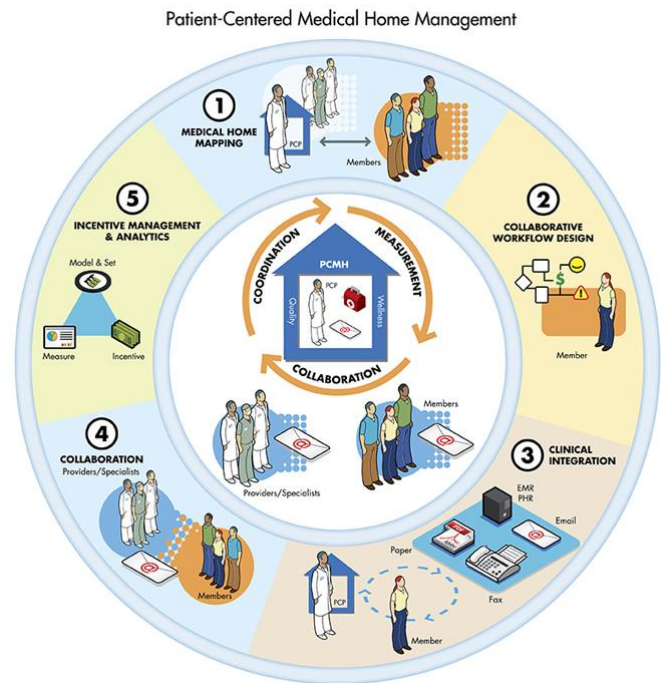 Patient-Centered Medical Home Management
1
MEDICAL HOME
MAPPING
PCP
Members
2
COLLABORATIVE
WORKFLOW DESIGN
$
!
Member
3
CLINICAL
INTEGRATION
EMR
PHR
Email
@
Paper
PDF
Fax
PCP
Member
4
COLLABORATION
Providers/Specialists
@
Members
5
INCENTIVE MANAGEMENT
& ANALYTICS
Model & Set
Measure
Incentive
COORDINATION
MEASUREMENT
COLLABORATION
PCMH
PCP
Quality
Wellness
@
Providers/Specialists
@
Members
@